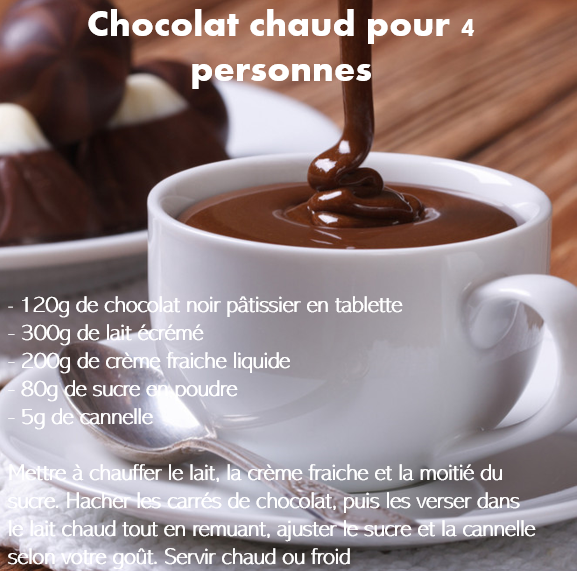 Chocolat chaud pour 4
personnes
- 120g de chocolat noir pâtissier en tablette
- 300g de lait écrémé
- 200g de crème fraiche liquide
- 80g de sucre en poudre
- 5g de cannelle
Mettre à chauffer le lait, la crème fraiche et la moitié du
sucre. Hacher les carrés de chocolat, puis les verser dans
le lait chaud tout en remuant, ajuster le sucre et la cannelle
selon votre goût. Servir chaud ou froid